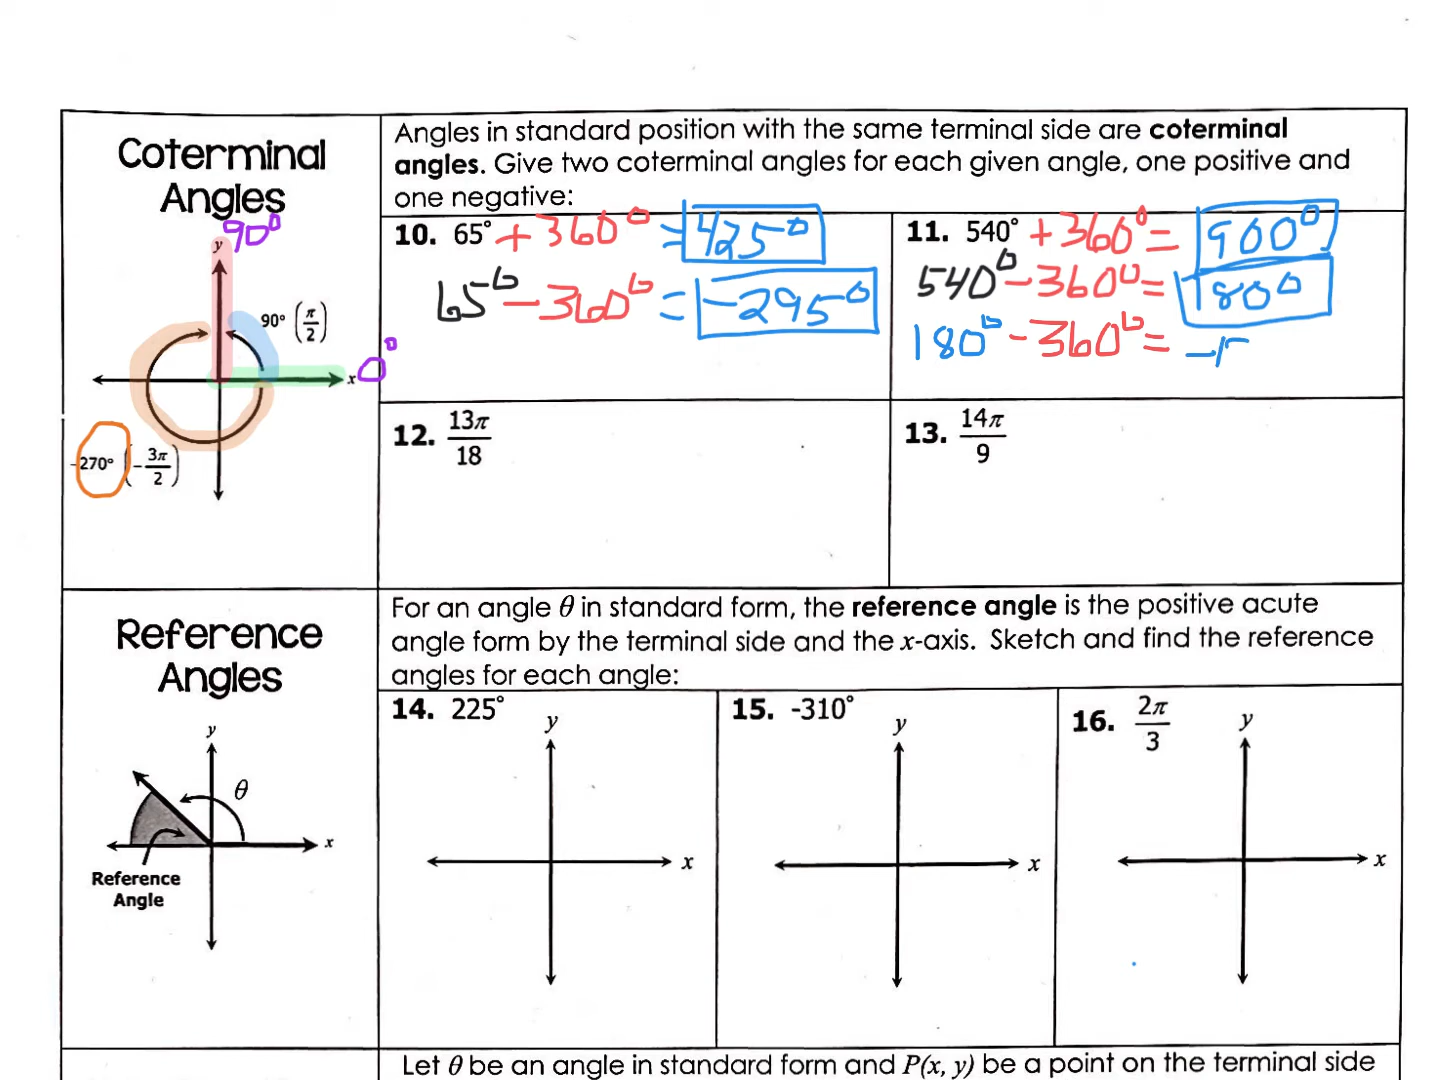 Coterminal
Angles
Angles in standard position with the same terminal side are coterminal
angles. Give two coterminal angles for each given angle, one positive and
one negative:
90°
y
90° (π/2)
x 0°
-270° (-3π/2)
10. 65° + 360° = 425°
65° - 360° = -295°
11. 540° + 360° = 900°
540° - 360° = 180°
180° - 360° = -1
12. 13π/18
13. 14π/9
Reference
Angles
For an angle θ in standard form, the reference angle is the positive acute
angle form by the terminal side and the x-axis. Sketch and find the reference
angles for each angle:
y
θ
x
Reference
Angle
14. 225°
y
x
15. -310°
y
x
16. 2π/3
y
x
Let θ be an angle in standard form and P(x, y) be a point on the terminal side